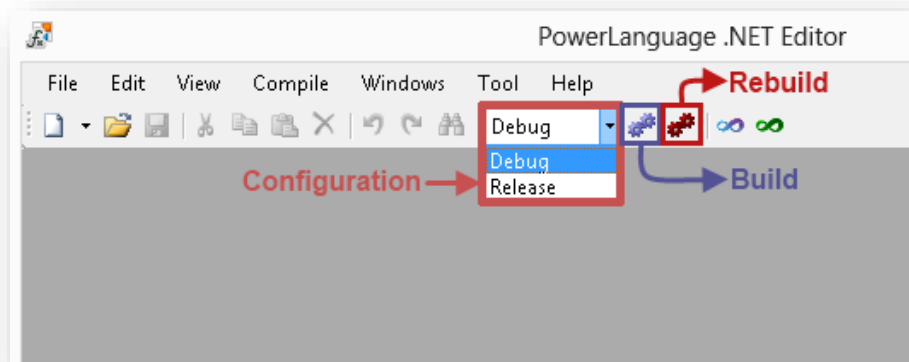 PowerLanguage .NET Editor
File Edit View Compile Windows Tool Help
Rebuild
Debug
Debug
Release
Configuration
Build